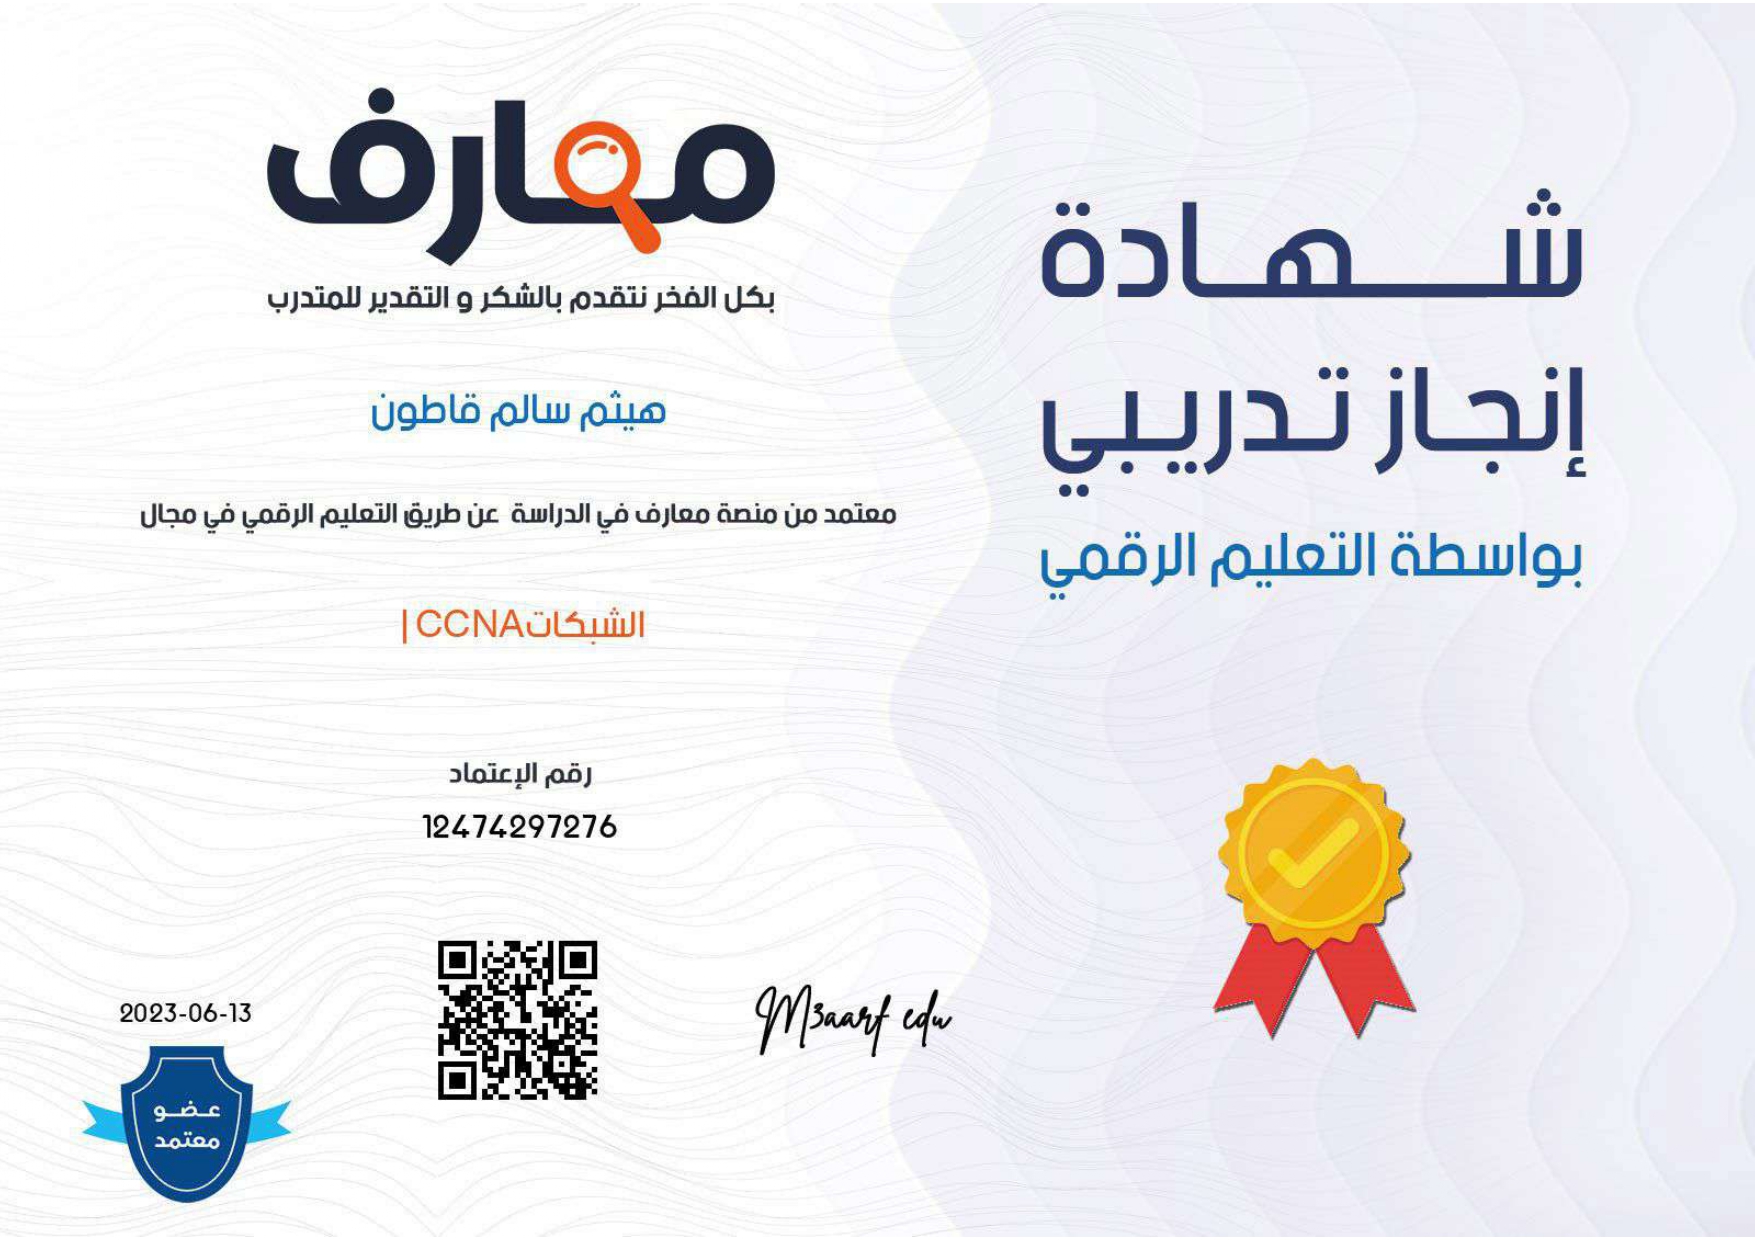 شهادة
إنجاز تدريبي
بواسطة التعليم الرقمي
معارف
بكل الفخر نتقدم بالشكر و التقدير للمتدرب
هيثم سالم قاطون
معتمد من منصة معارف في الدراسة عن طريق التعليم الرقمي في مجال
الشبكات CCNA |
رقم الإعتماد
12474297276
M3aarf edu
2023-06-13
عضو
معتمد